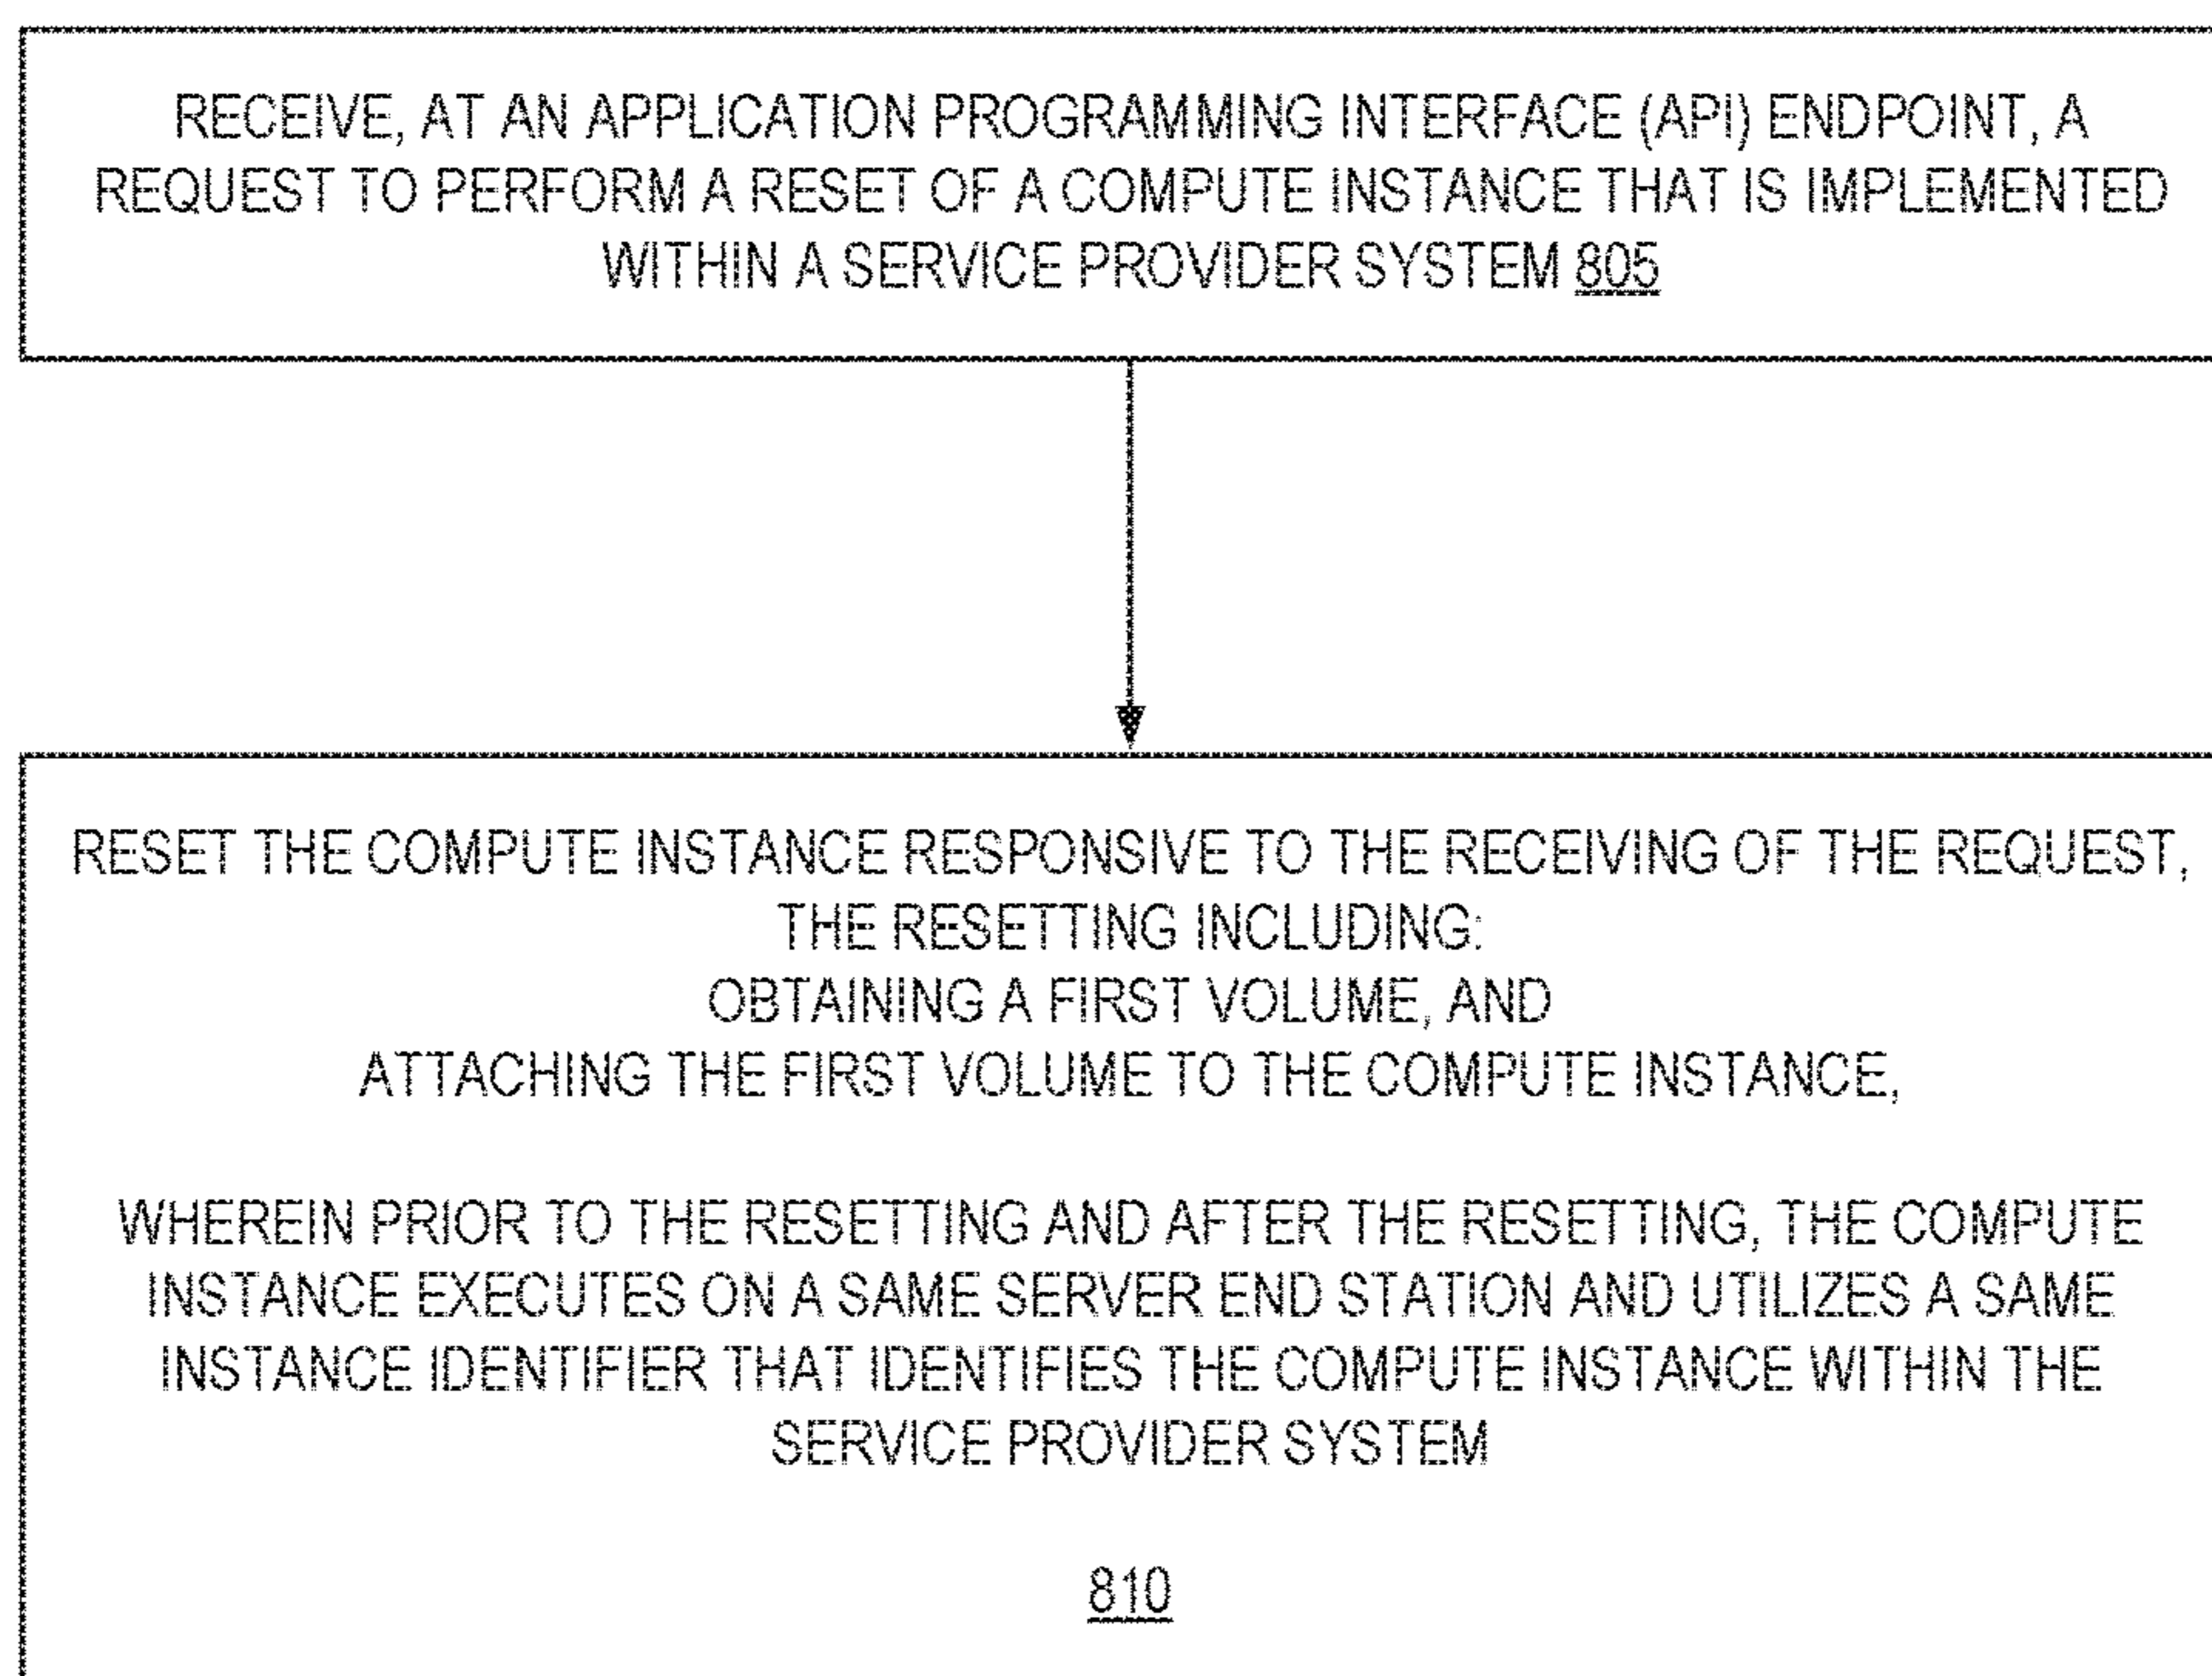 RECEIVE, AT AN APPLICATION PROGRAMMING INTERFACE (API) ENDPOINT, A
REQUEST TO PERFORM A RESET OF A COMPUTE INSTANCE THAT IS IMPLEMENTED
WITHIN A SERVICE PROVIDER SYSTEM 805
RESET THE COMPUTE INSTANCE RESPONSIVE TO THE RECEIVING OF THE REQUEST,
THE RESETTING INCLUDING:
OBTAINING A FIRST VOLUME, AND
ATTACHING THE FIRST VOLUME TO THE COMPUTE INSTANCE,
WHEREIN PRIOR TO THE RESETTING AND AFTER THE RESETTING, THE COMPUTE
INSTANCE EXECUTES ON A SAME SERVER END STATION AND UTILIZES A SAME
INSTANCE IDENTIFIER THAT IDENTIFIES THE COMPUTE INSTANCE WITHIN THE
SERVICE PROVIDER SYSTEM
810